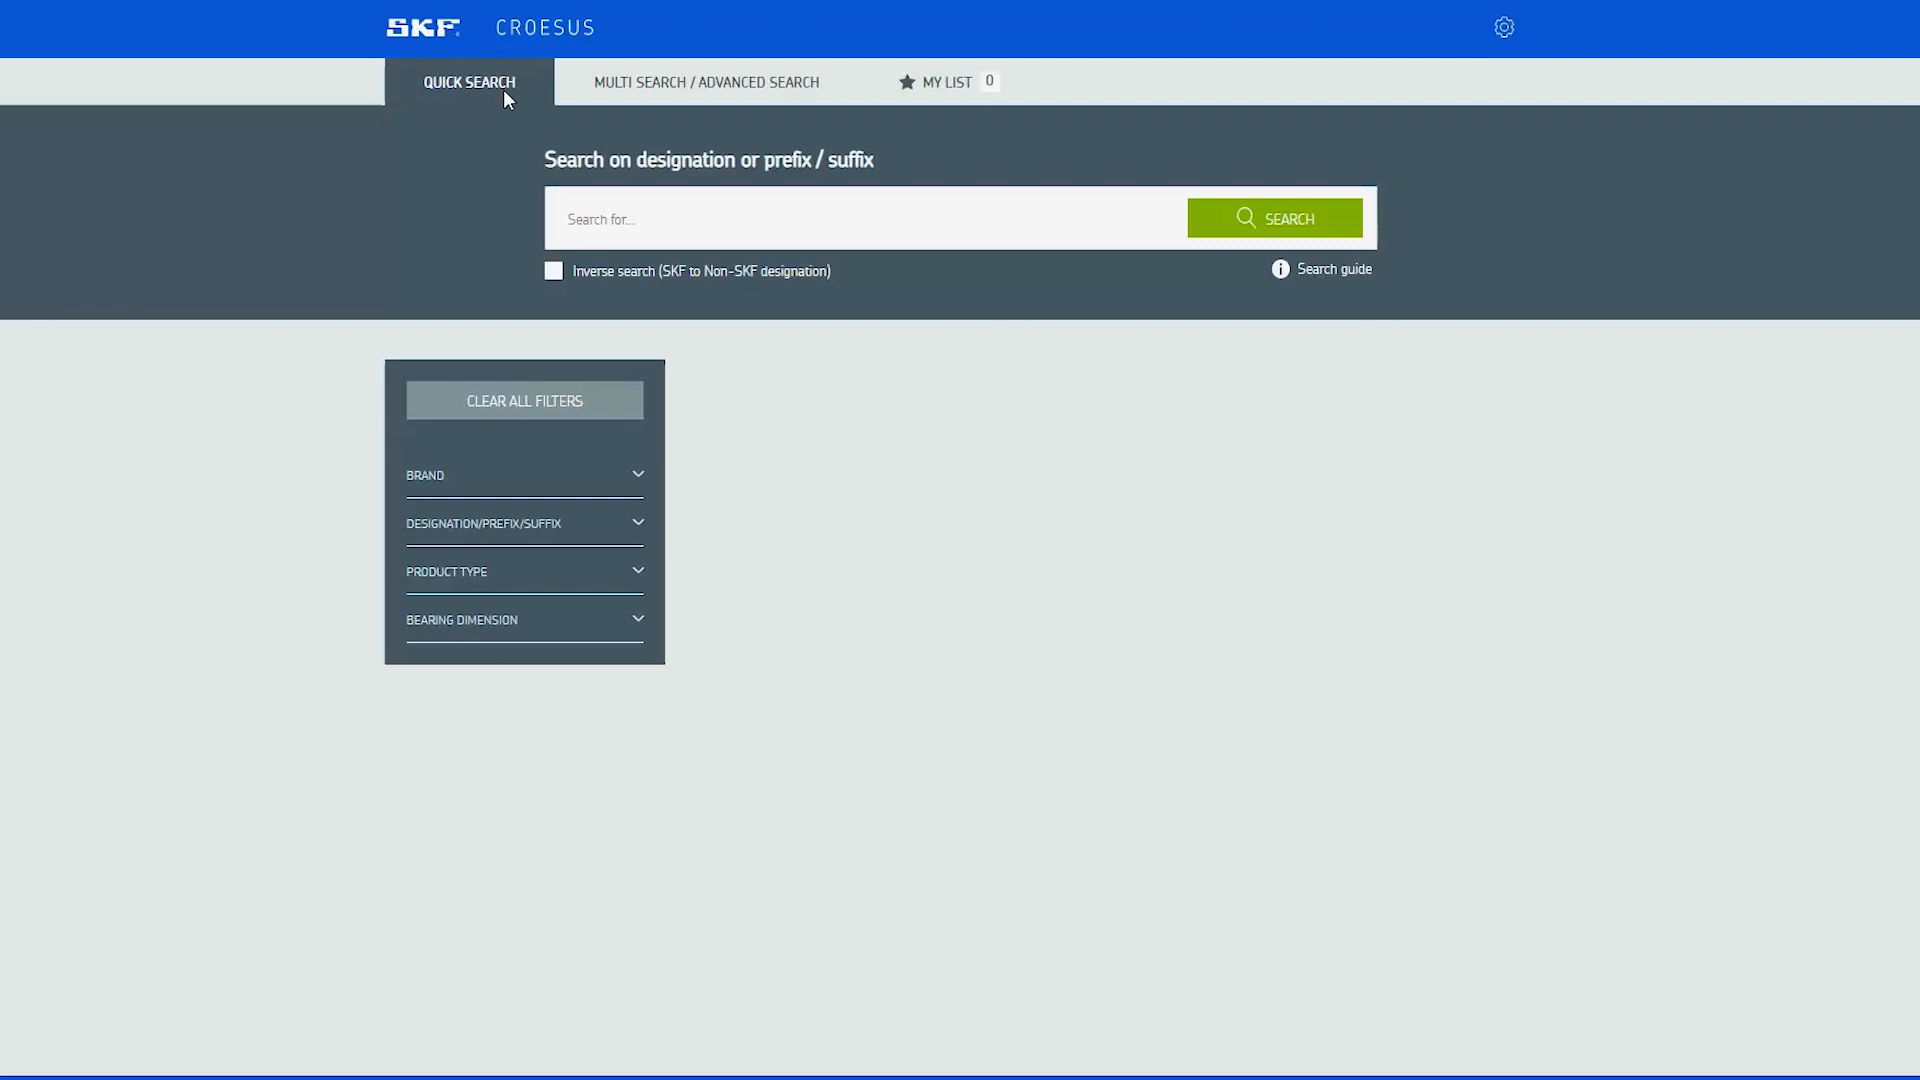 SKF. CROESUS
QUICK SEARCH MULTI SEARCH / ADVANCED SEARCH MY LIST 0
Search on designation or prefix / suffix
Search for... SEARCH
Inverse search (SKF to Non-SKF designation) Search guide
CLEAR ALL FILTERS
BRAND
DESIGNATION/PREFIX/SUFFIX
PRODUCT TYPE
BEARING DIMENSION